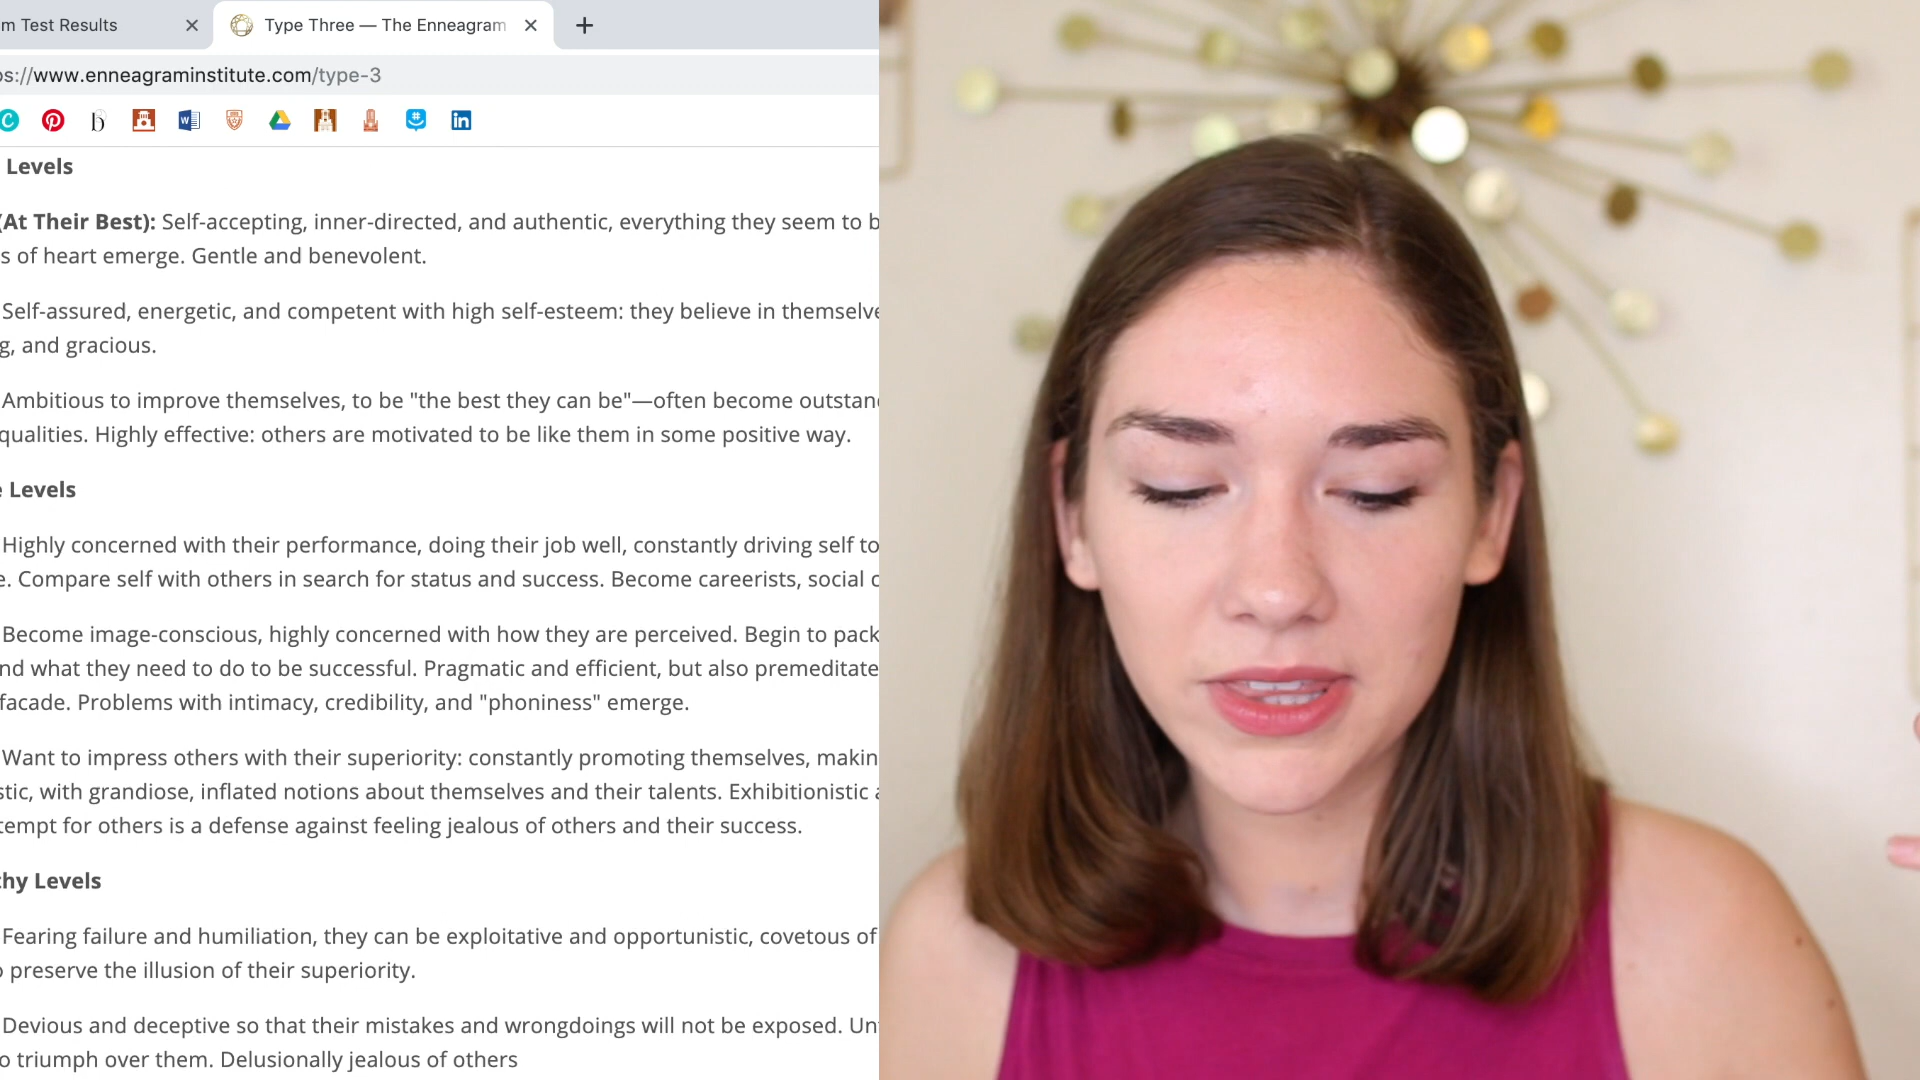 m Test Results
Type Three — The Enneagram
ps://www.enneagraminstitute.com/type-3
Levels
(At Their Best): Self-accepting, inner-directed, and authentic, everything they seem to b
s of heart emerge. Gentle and benevolent.
Self-assured, energetic, and competent with high self-esteem: they believe in themselve
g, and gracious.
Ambitious to improve themselves, to be "the best they can be"—often become outstan
qualities. Highly effective: others are motivated to be like them in some positive way.
e Levels
Highly concerned with their performance, doing their job well, constantly driving self to
e. Compare self with others in search for status and success. Become careerists, social c
Become image-conscious, highly concerned with how they are perceived. Begin to pack
nd what they need to do to be successful. Pragmatic and efficient, but also premeditate
facade. Problems with intimacy, credibility, and "phoniness" emerge.
Want to impress others with their superiority: constantly promoting themselves, makin
stic, with grandiose, inflated notions about themselves and their talents. Exhibitionistic a
tempt for others is a defense against feeling jealous of others and their success.
thy Levels
Fearing failure and humiliation, they can be exploitative and opportunistic, covetous of
o preserve the illusion of their superiority.
Devious and deceptive so that their mistakes and wrongdoings will not be exposed. Un
o triumph over them. Delusionally jealous of others